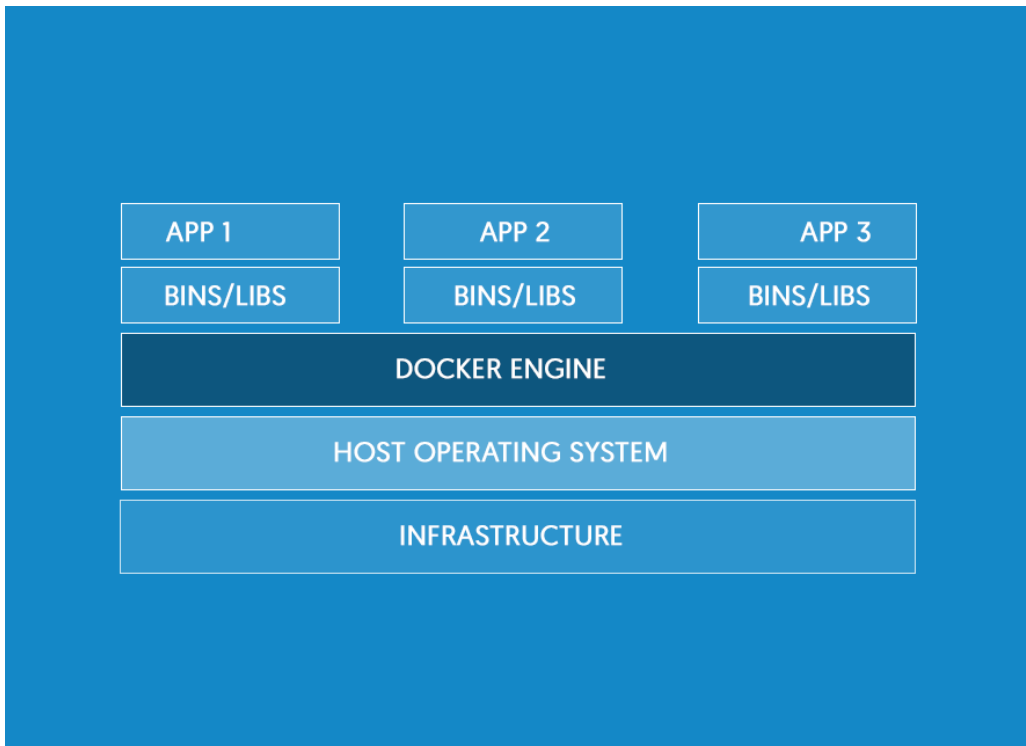 APP 1 APP 2 APP 3
BINS/LIBS BINS/LIBS BINS/LIBS
DOCKER ENGINE
HOST OPERATING SYSTEM
INFRASTRUCTURE